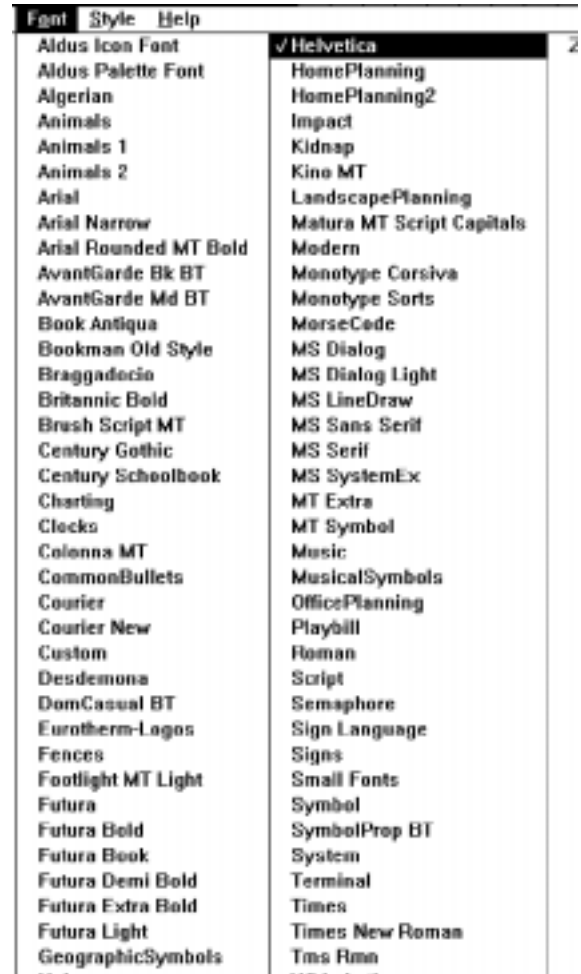 Font Style Help
Aldus Icon Font
Aldus Palette Font
Algerian
Animals
Animals 1
Animals 2
Arial
Arial Narrow
Arial Rounded MT Bold
AvantGarde Bk BT
AvantGarde Md BT
Book Antiqua
Bookman Old Style
Braggadocio
Britannic Bold
Brush Script MT
Century Gothic
Century Schoolbook
Charting
Clocks
Colonna MT
CommonBullets
Courier
Courier New
Custom
Desdemona
DomCasual BT
Eurotherm-Logos
Fences
Footlight MT Light
Futura
Futura Bold
Futura Book
Futura Demi Bold
Futura Extra Bold
Futura Light
GeographicSymbols
✓Helvetica
HomePlanning
HomePlanning2
Impact
Kidnap
Kino MT
LandscapePlanning
Matura MT Script Capitals
Modern
Monotype Corsiva
Monotype Sorts
MorseCode
MS Dialog
MS Dialog Light
MS LineDraw
MS Sans Serif
MS Serif
MS SystemEx
MT Extra
MT Symbol
Music
MusicalSymbols
OfficePlanning
Playbill
Roman
Script
Semaphore
Sign Language
Signs
Small Fonts
Symbol
SymbolProp BT
System
Terminal
Times
Times New Roman
Tms Rmn
2